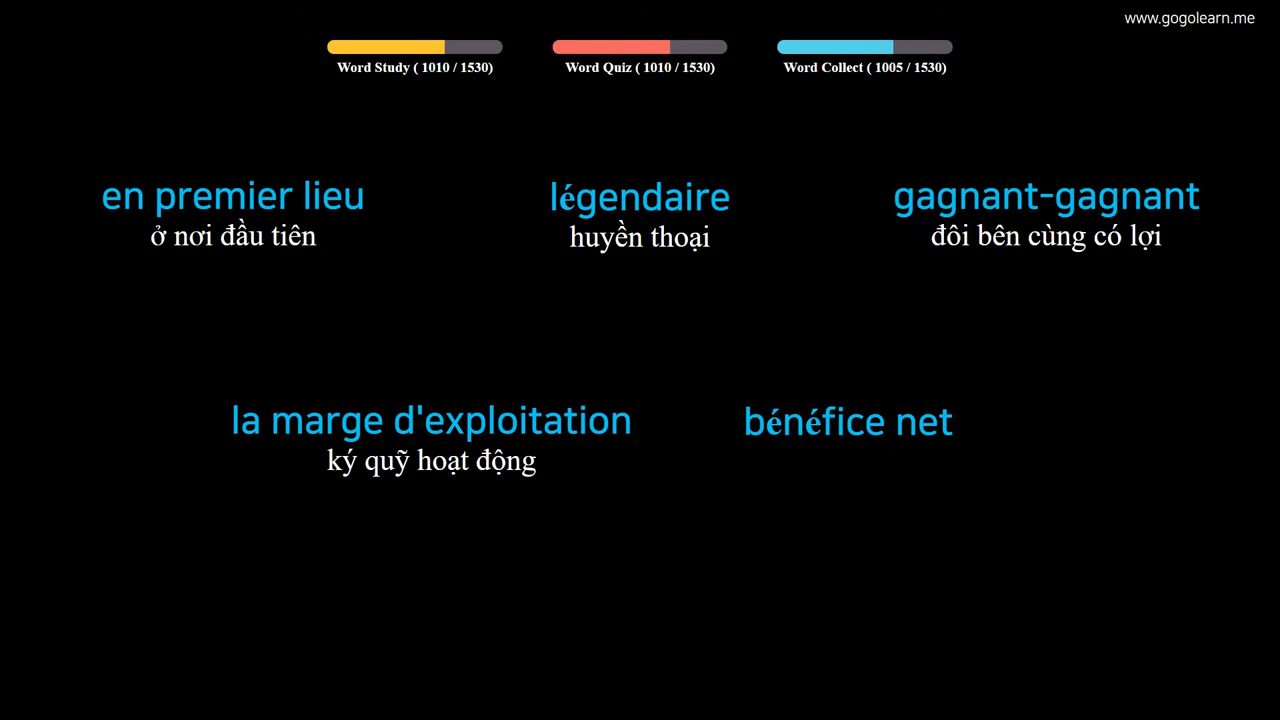 www.gogolearn.me
Word Study ( 1010 / 1530)
Word Quiz ( 1010 / 1530)
Word Collect ( 1005 / 1530)
en premier lieu
ở nơi đầu tiên
légendaire
huyền thoại
gagnant-gagnant
đôi bên cùng có lợi
la marge d'exploitation
ký quỹ hoạt động
bénéfice net